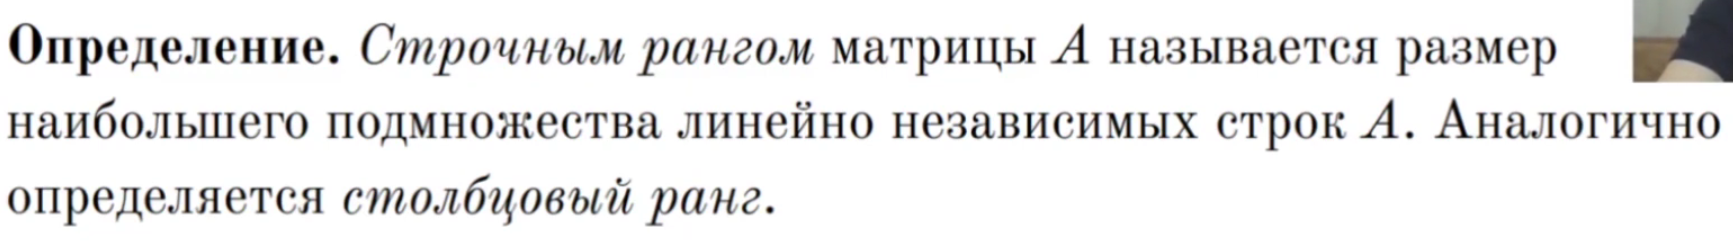 Определение. Строчным рангом матрицы A называется размер
наибольшего подмножества линейно независимых строк A. Аналогично
определяется столбцовый ранг.